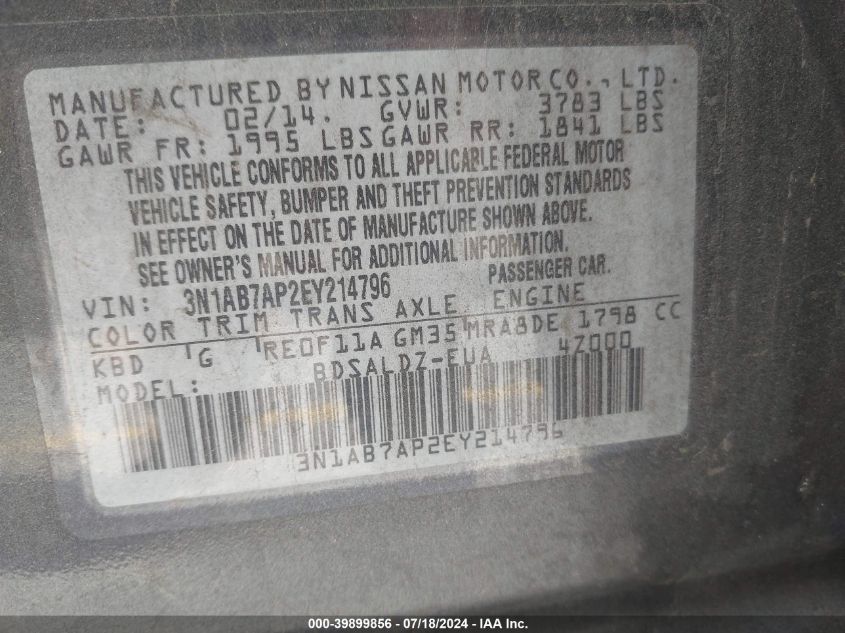 MANUFACTURED BY NISSAN MOTOR CO., LTD.
DATE: 02/14. GVWR: 3783 LBS
GAWR FR: 1995 LBS GAWR RR: 1841 LBS
THIS VEHICLE CONFORMS TO ALL APPLICABLE FEDERAL MOTOR
VEHICLE SAFETY, BUMPER AND THEFT PREVENTION STANDARDS
IN EFFECT ON THE DATE OF MANUFACTURE SHOWN ABOVE.
SEE OWNER'S MANUAL FOR ADDITIONAL INFORMATION.
VIN: 3N1AB7AP2EY214796 PASSENGER CAR.
COLOR TRIM TRANS AXLE ENGINE
KBD G RE0F11A GM35 MRA8DE 1798 CC
MODEL: BDSALDZ-EUA 4Z000
3N1AB7AP2EY214796
000-39899856 / 07/18/2024 - IAA Inc.